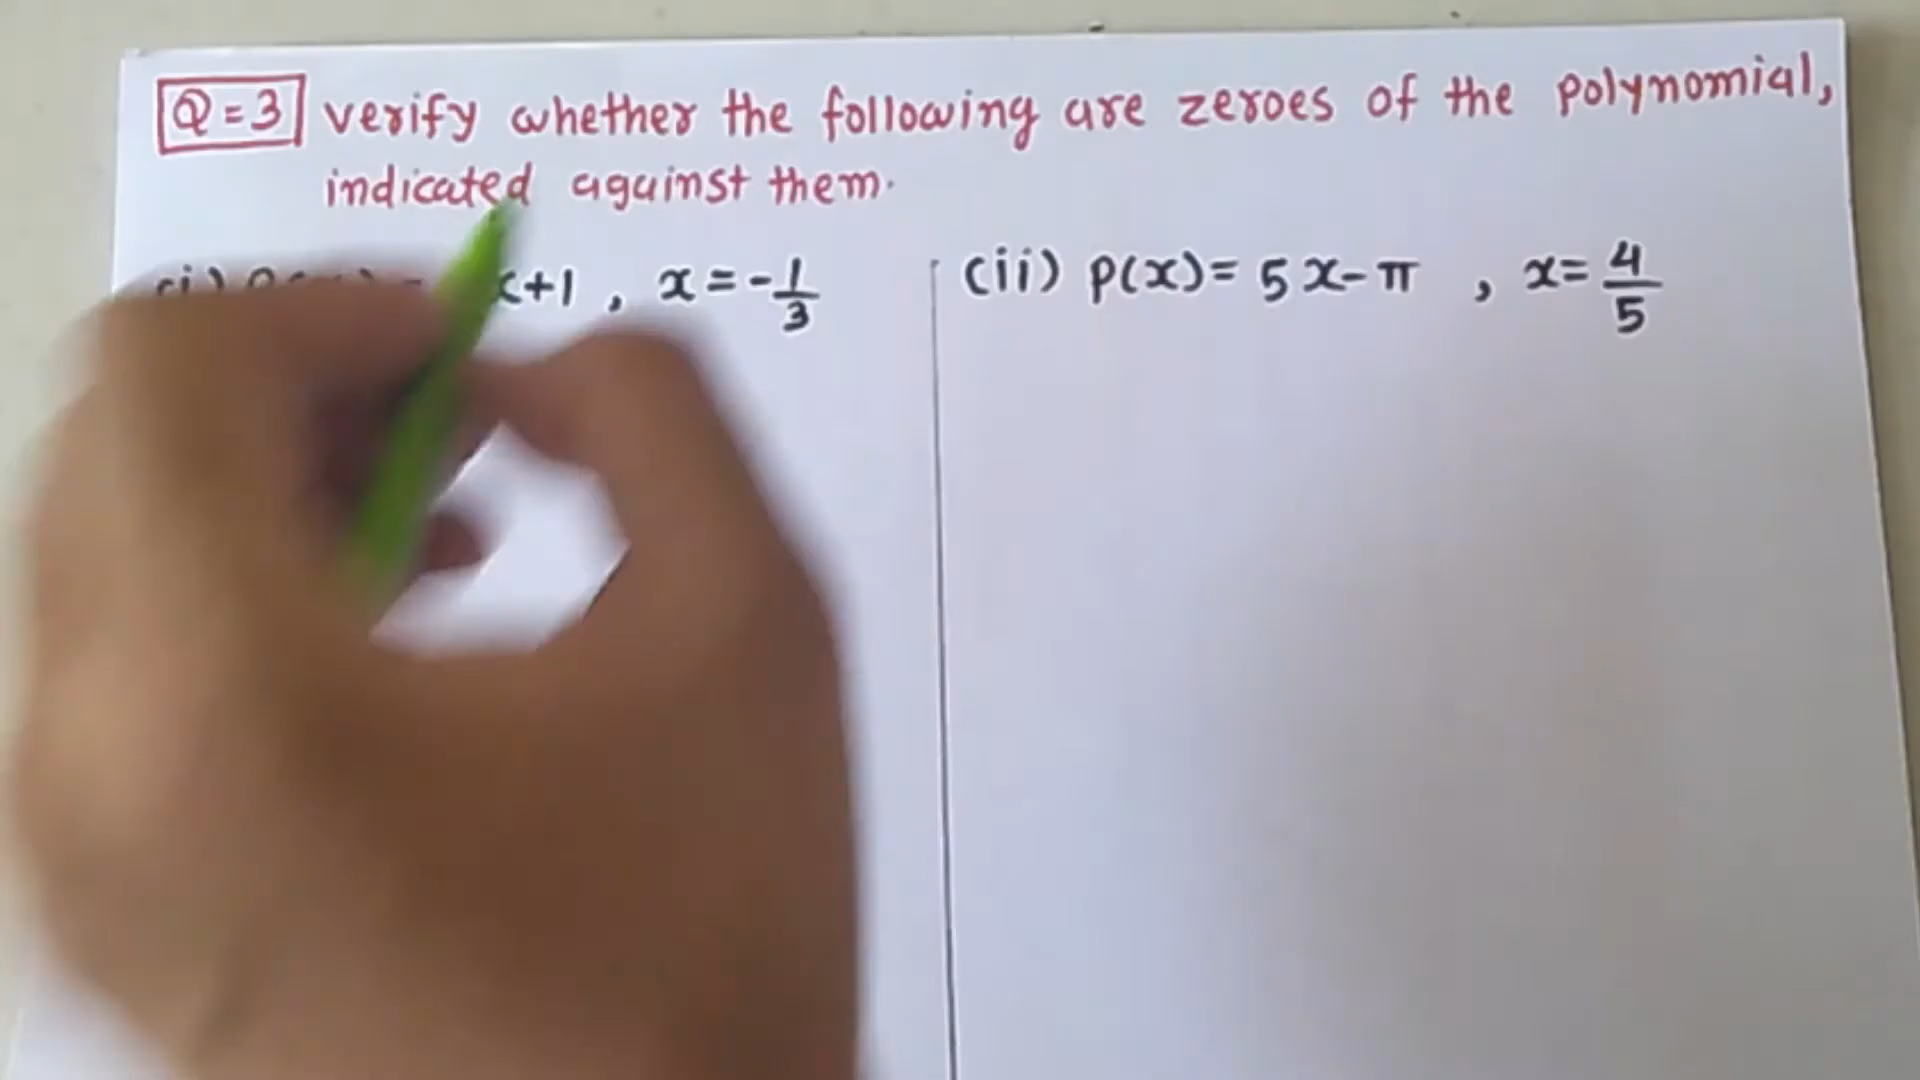 Q=3 verify whether the following are zeroes of the polynomial,
indicated against them.
x+1 , x=-1/3
(ii) p(x)= 5x-π , x=4/5